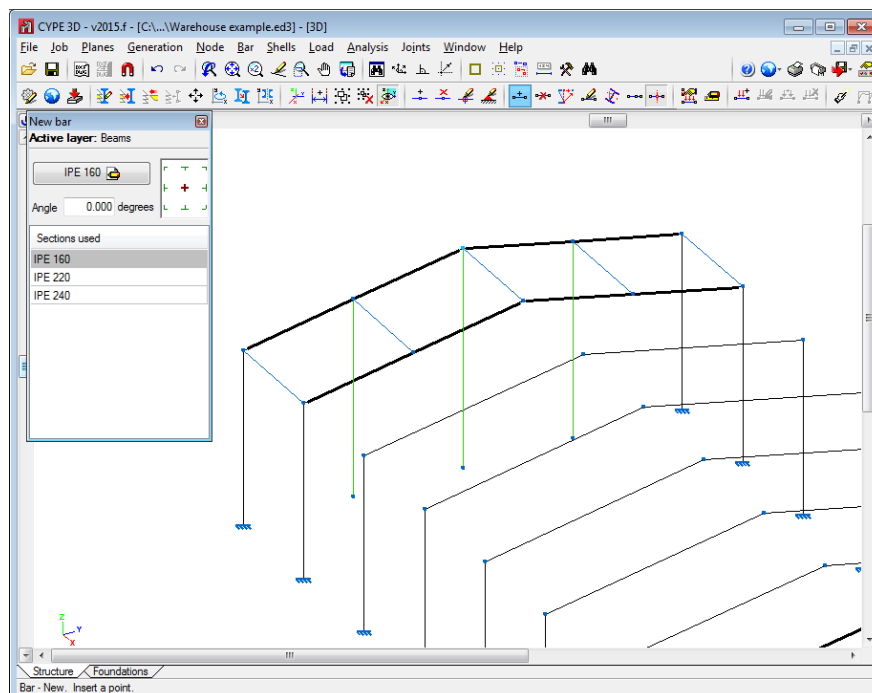 CYPE 3D - v2015.f - [C:\...\Warehouse example.ed3] - [3D]
File Job Planes Generation Node Bar Shells Load Analysis Joints Window Help
New bar
Active layer: Beams
IPE 160
Angle 0.000 degrees
Sections used
IPE 160
IPE 220
IPE 240
Z
Y
X
Structure Foundations
Bar - New. Insert a point.